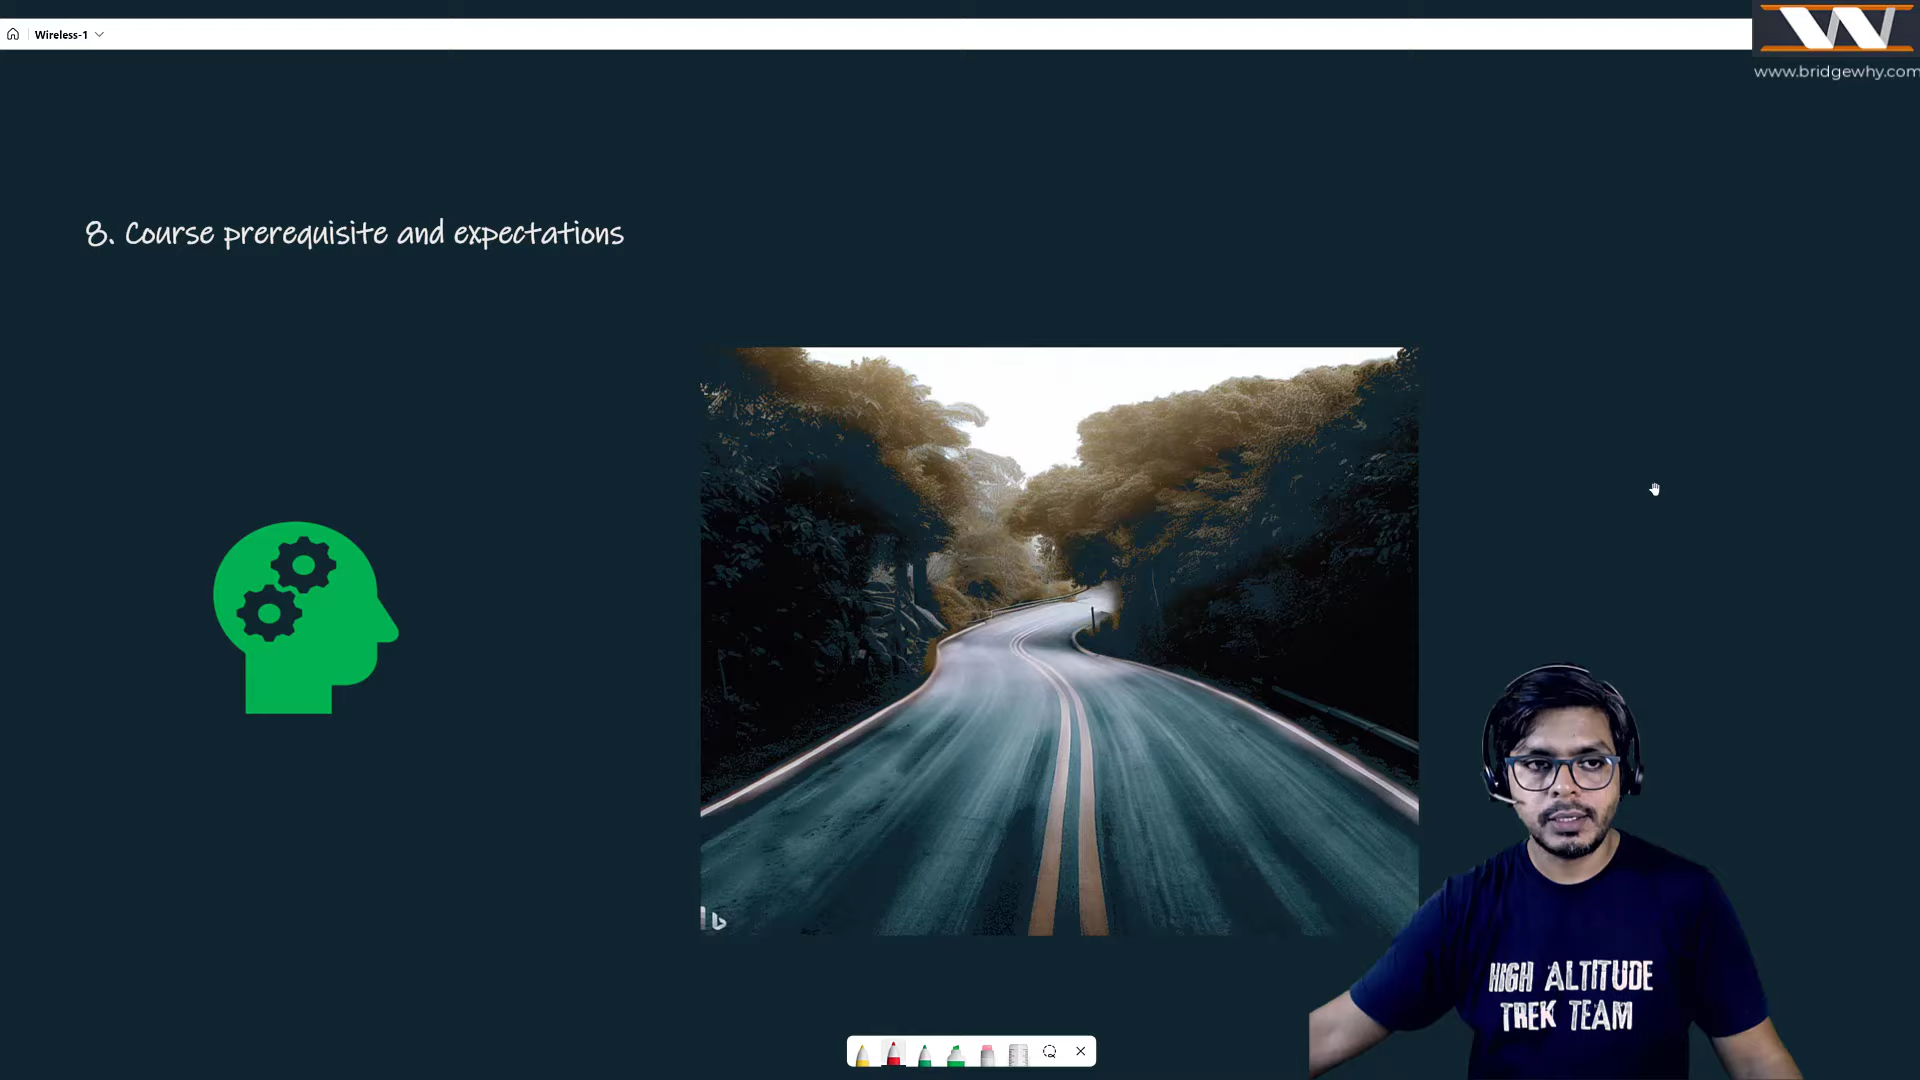 Wireless-1
www.bridgewhy.com
8. Course prerequisite and expectations
b
HIGH ALTITUDE
TREK TEAM